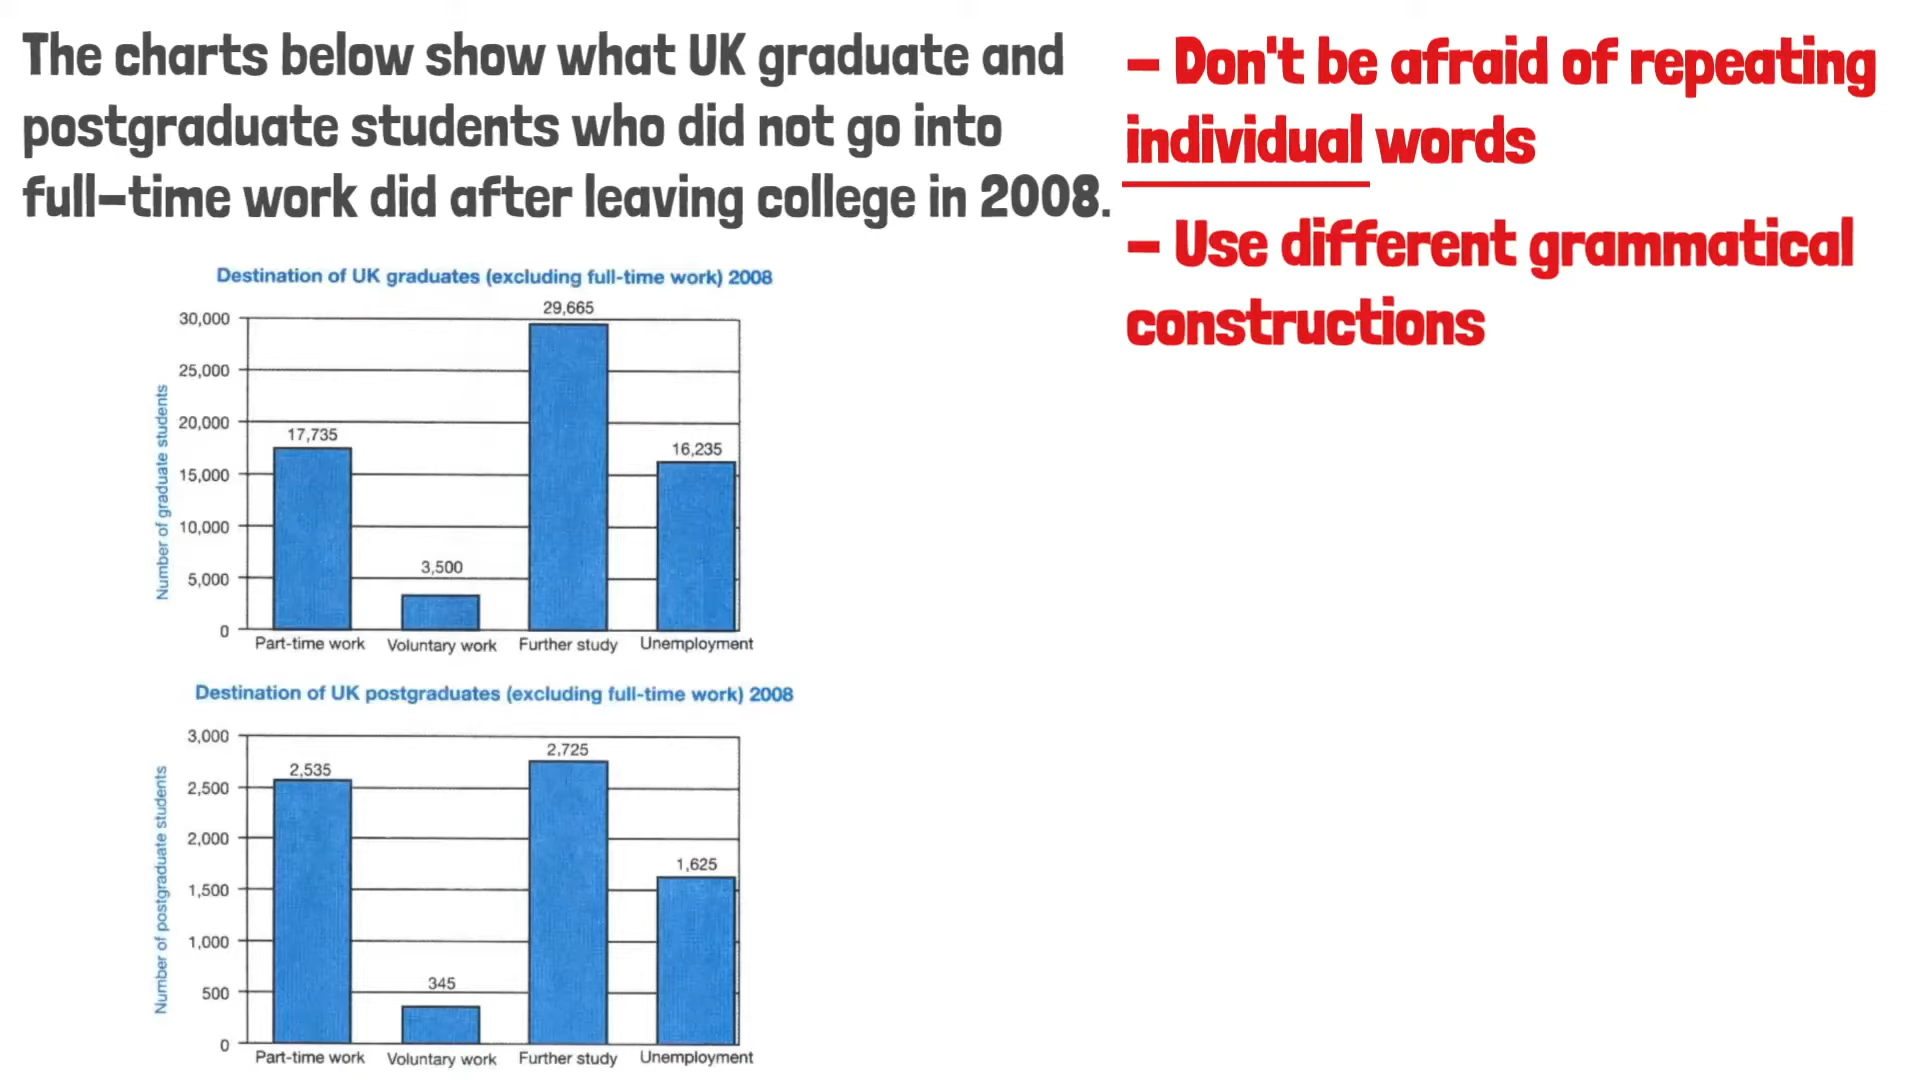 The charts below show what UK graduate and
postgraduate students who did not go into
full-time work did after leaving college in 2008.
- Don't be afraid of repeating
individual words
- Use different grammatical
constructions
Destination of UK graduates (excluding full-time work) 2008
Number of graduate students
30,000
25,000
20,000
15,000
10,000
5,000
0
17,735
3,500
29,665
16,235
Part-time work
Voluntary work
Further study
Unemployment
Destination of UK postgraduates (excluding full-time work) 2008
Number of postgraduate students
3,000
2,500
2,000
1,500
1,000
500
0
2,535
345
2,725
1,625
Part-time work
Voluntary work
Further study
Unemployment